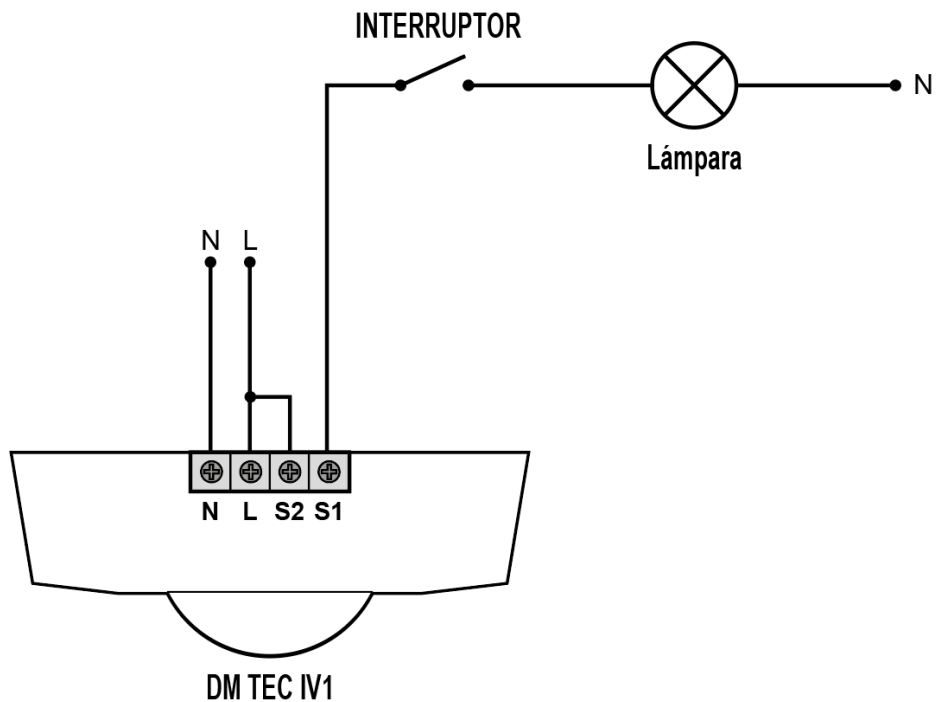 INTERRUPTOR
N
Lámpara
N L
N L S2 S1
DM TEC IV1